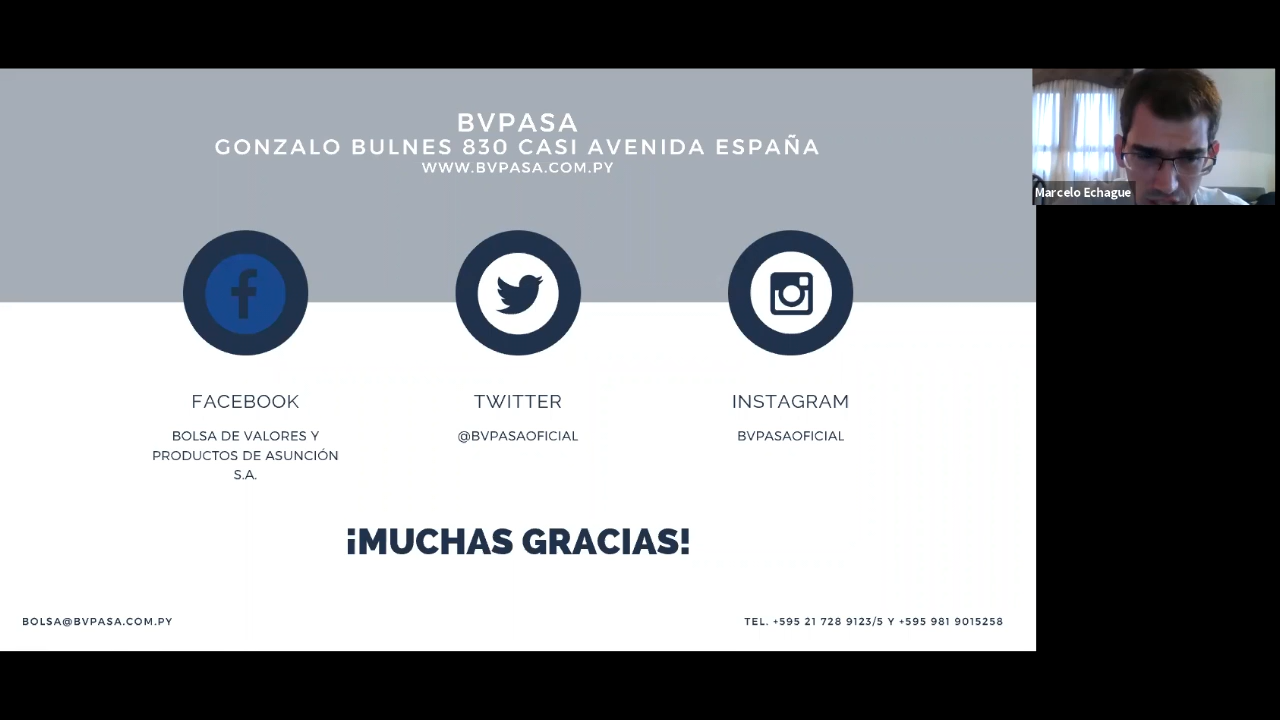 BVPASA
GONZALO BULNES 830 CASI AVENIDA ESPAÑA
WWW.BVPASA.COM.PY
Marcelo Echague
FACEBOOK
BOLSA DE VALORES Y
PRODUCTOS DE ASUNCIÓN
S.A.
TWITTER
@BVPASAOFICIAL
INSTAGRAM
BVPASAOFICIAL
¡MUCHAS GRACIAS!
BOLSA@BVPASA.COM.PY
TEL. +595 21 728 9123/5 Y +595 981 9015258